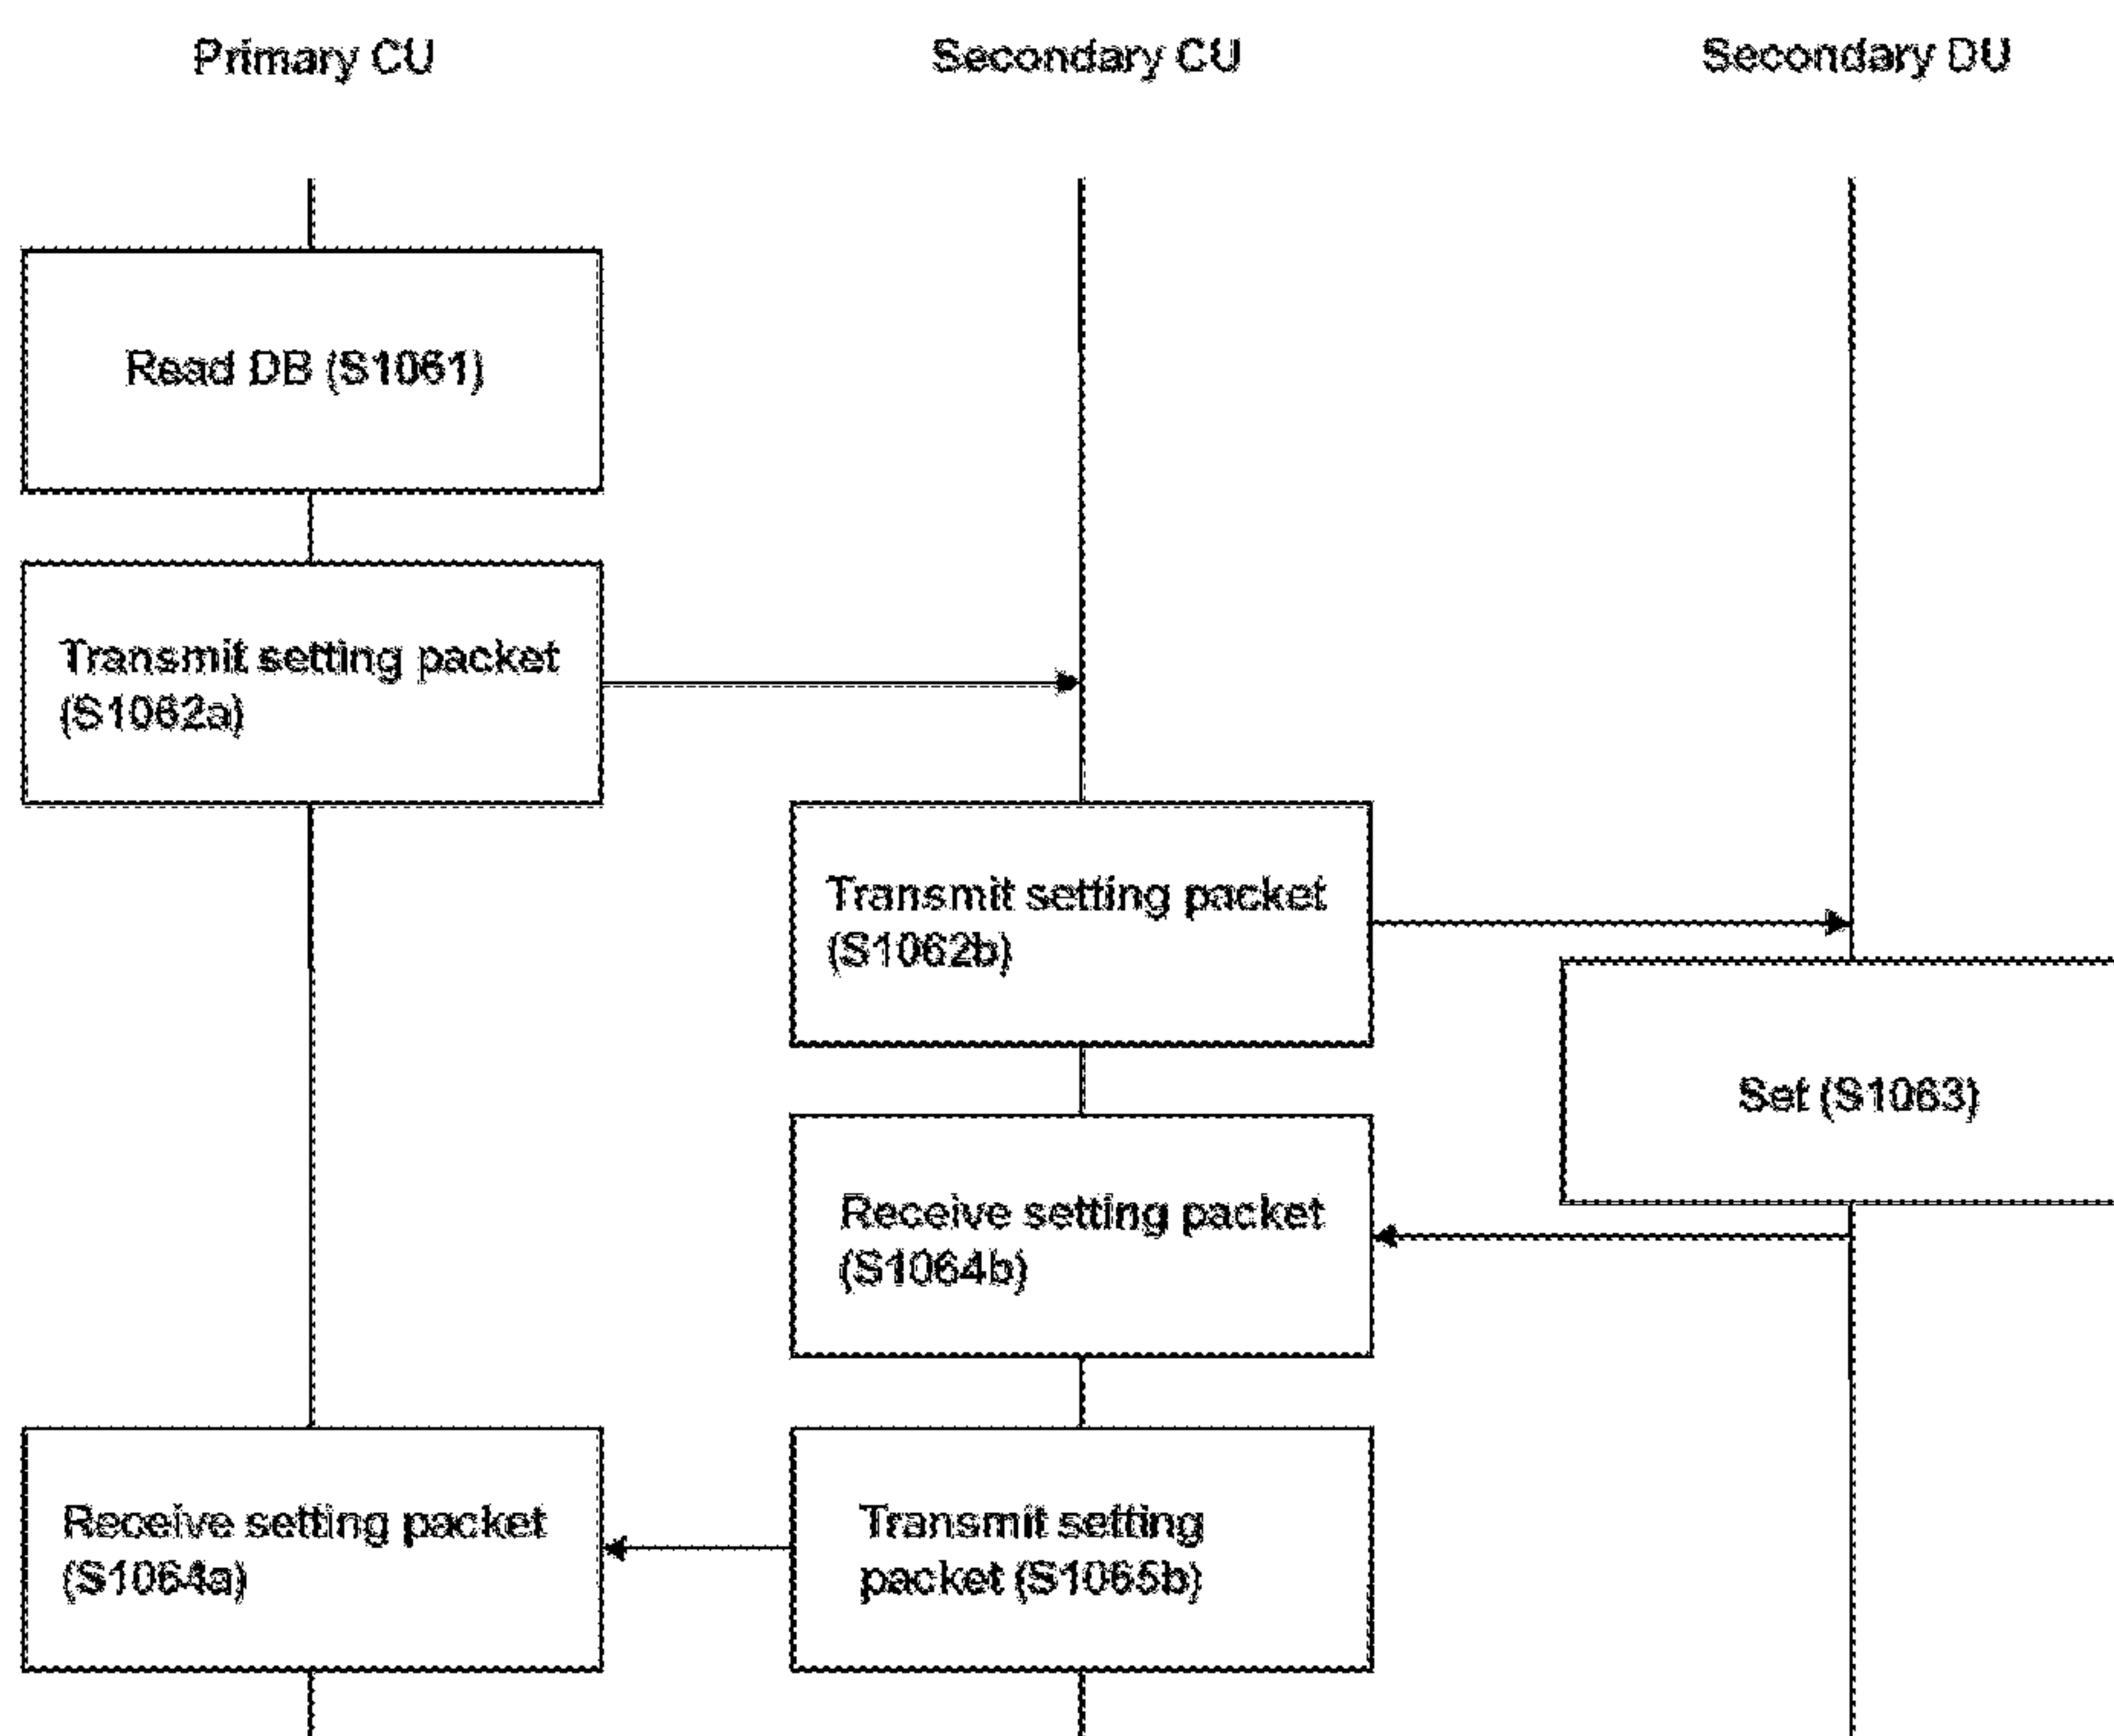 Primary CU
Secondary CU
Secondary DU
Read DB (S1061)
Transmit setting packet
(S1062a)
Transmit setting packet
(S1062b)
Set (S1063)
Receive setting packet
(S1064b)
Receive setting packet
(S1064a)
Transmit setting
packet (S1065b)